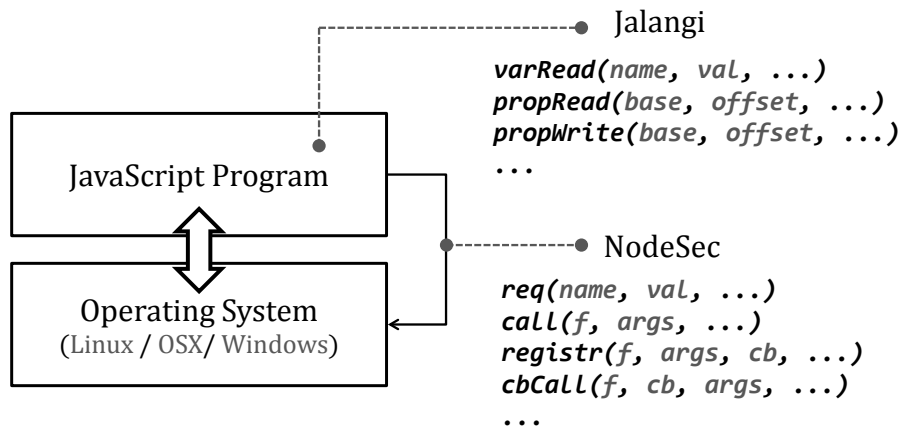 Jalangi
varRead(name, val, ...)
propRead(base, offset, ...)
propWrite(base, offset, ...)
...
JavaScript Program
NodeSec
req(name, val, ...)
call(f, args, ...)
registr(f, args, cb, ...)
cbCall(f, cb, args, ...)
...
Operating System
(Linux / OSX/ Windows)